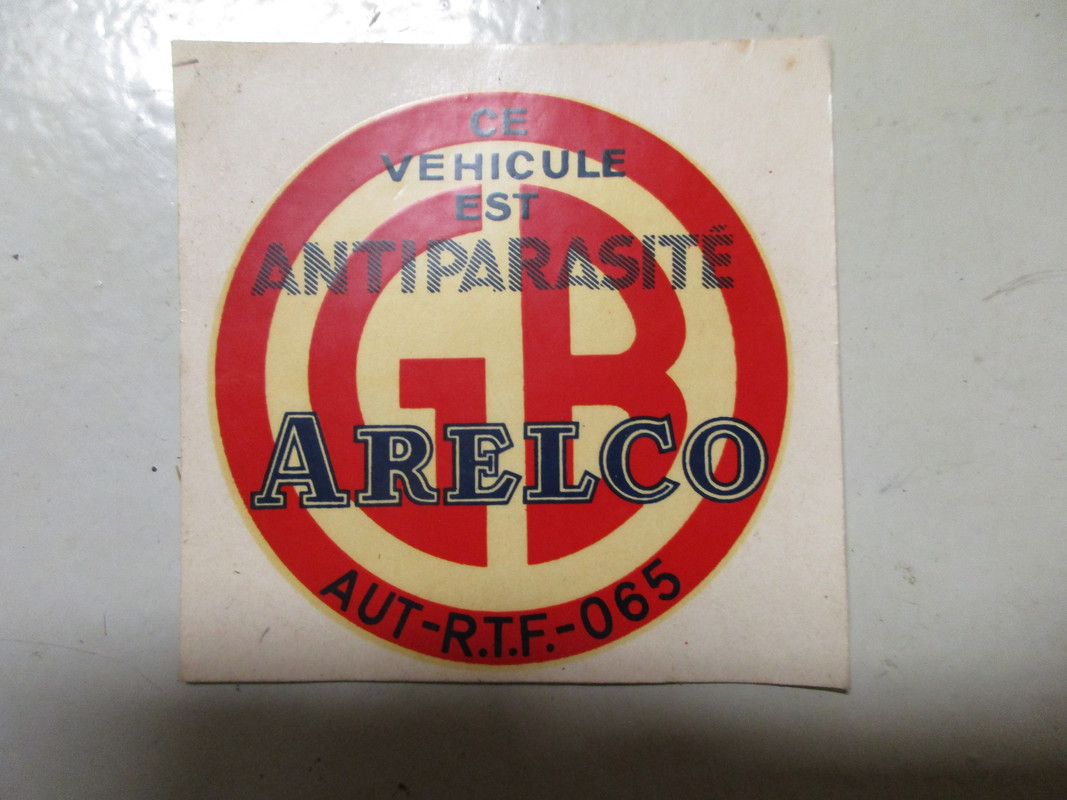 CE
VEHICULE
EST
ANTIPARASITÉ
GB
ARELCO
AUT-R.T.F.-065